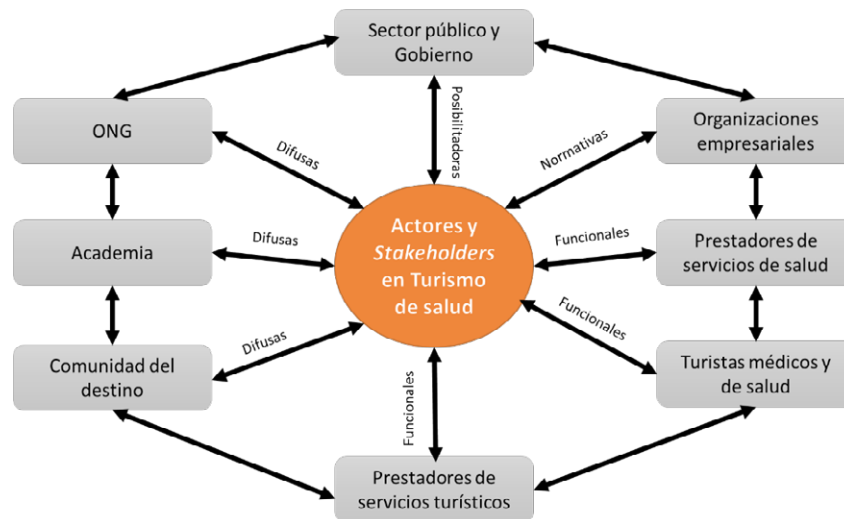 Sector público y
Gobierno
ONG
Difusas
Posibilitadoras
Normativas
Organizaciones
empresariales
Academia
Difusas
Actores y
Stakeholders
en Turismo
de salud
Funcionales
Prestadores de
servicios de salud
Comunidad del
destino
Difusas
Funcionales
Funcionales
Turistas médicos y
de salud
Prestadores de
servicios turísticos